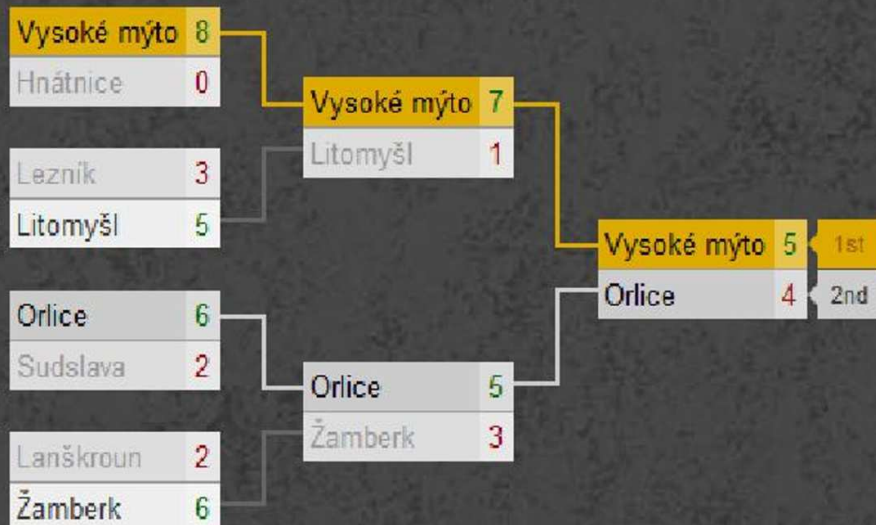 Vysoké mýto 8
Hnátnice 0
Lezník 3
Litomyšl 5
Orlice 6
Sudslava 2
Lanškroun 2
Žamberk 6
Vysoké mýto 7
Litomyšl 1
Orlice 5
Žamberk 3
Vysoké mýto 5 1st
Orlice 4 2nd